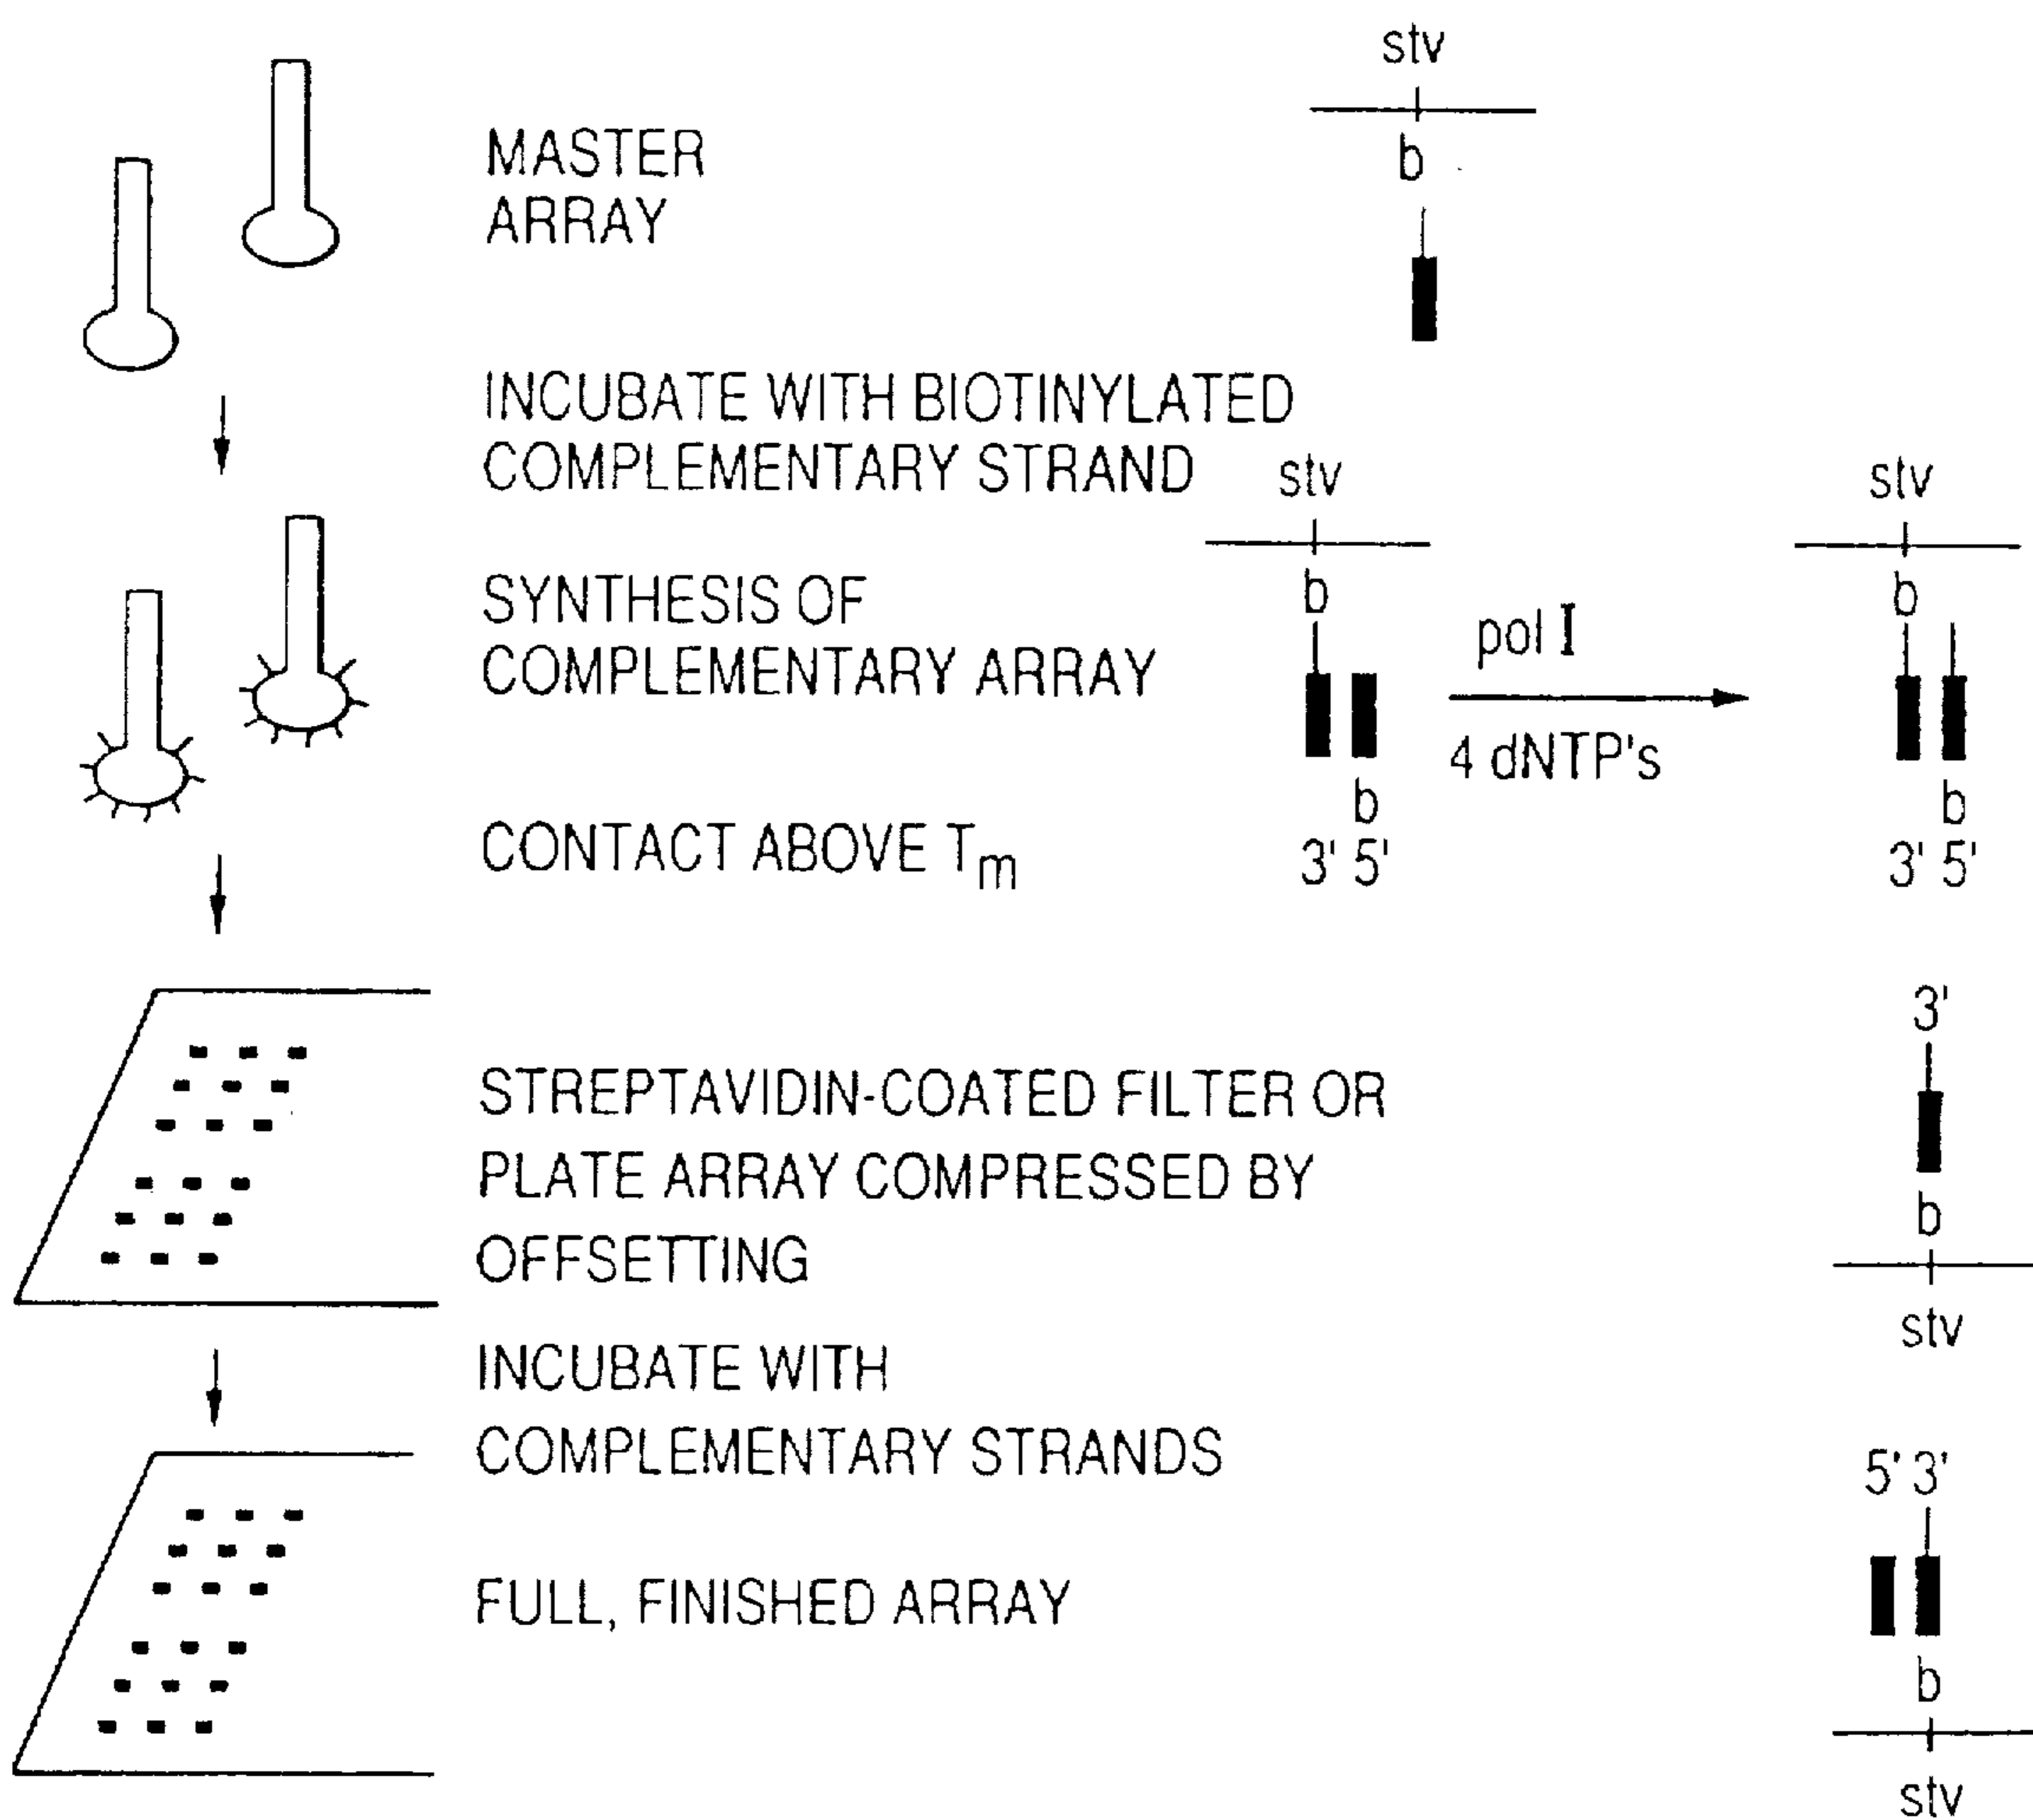 stv
b
MASTER
ARRAY
INCUBATE WITH BIOTINYLATED
COMPLEMENTARY STRAND
stv
stv
b
b
SYNTHESIS OF
COMPLEMENTARY ARRAY
pol I
4 dNTP's
b
b
3' 5'
3' 5'
CONTACT ABOVE Tm
3'
STREPTAVIDIN-COATED FILTER OR
PLATE ARRAY COMPRESSED BY
OFFSETTING
b
stv
INCUBATE WITH
COMPLEMENTARY STRANDS
5' 3'
FULL, FINISHED ARRAY
b
stv